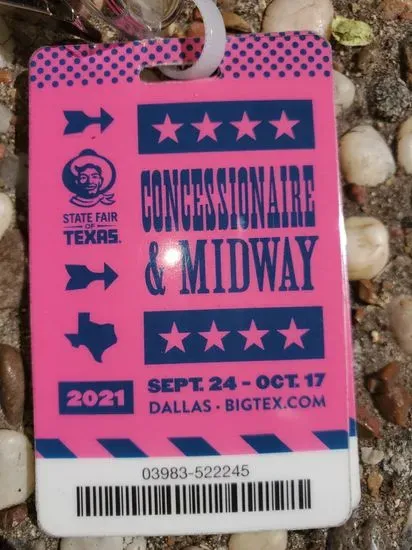 STATE FAIR
OF
TEXAS.
CONCESSIONAIRE
& MIDWAY
2021
SEPT. 24 - OCT. 17
DALLAS · BIGTEX.COM
03983-522245